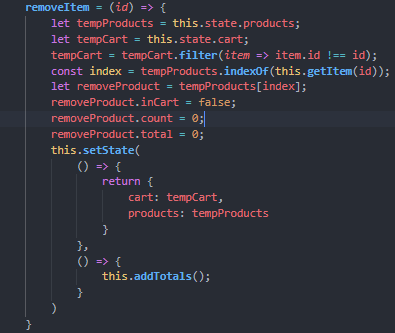 removeItem = (id) => {
let tempProducts = this.state.products;
let tempCart = this.state.cart;
tempCart = tempCart.filter(item => item.id !== id);
const index = tempProducts.indexOf(this.getItem(id));
let removeProduct = tempProducts[index];
removeProduct.inCart = false;
removeProduct.count = 0;
removeProduct.total = 0;
this.setState(
() => {
return {
cart: tempCart,
products: tempProducts
}
},
() => {
this.addTotals();
}
)
}